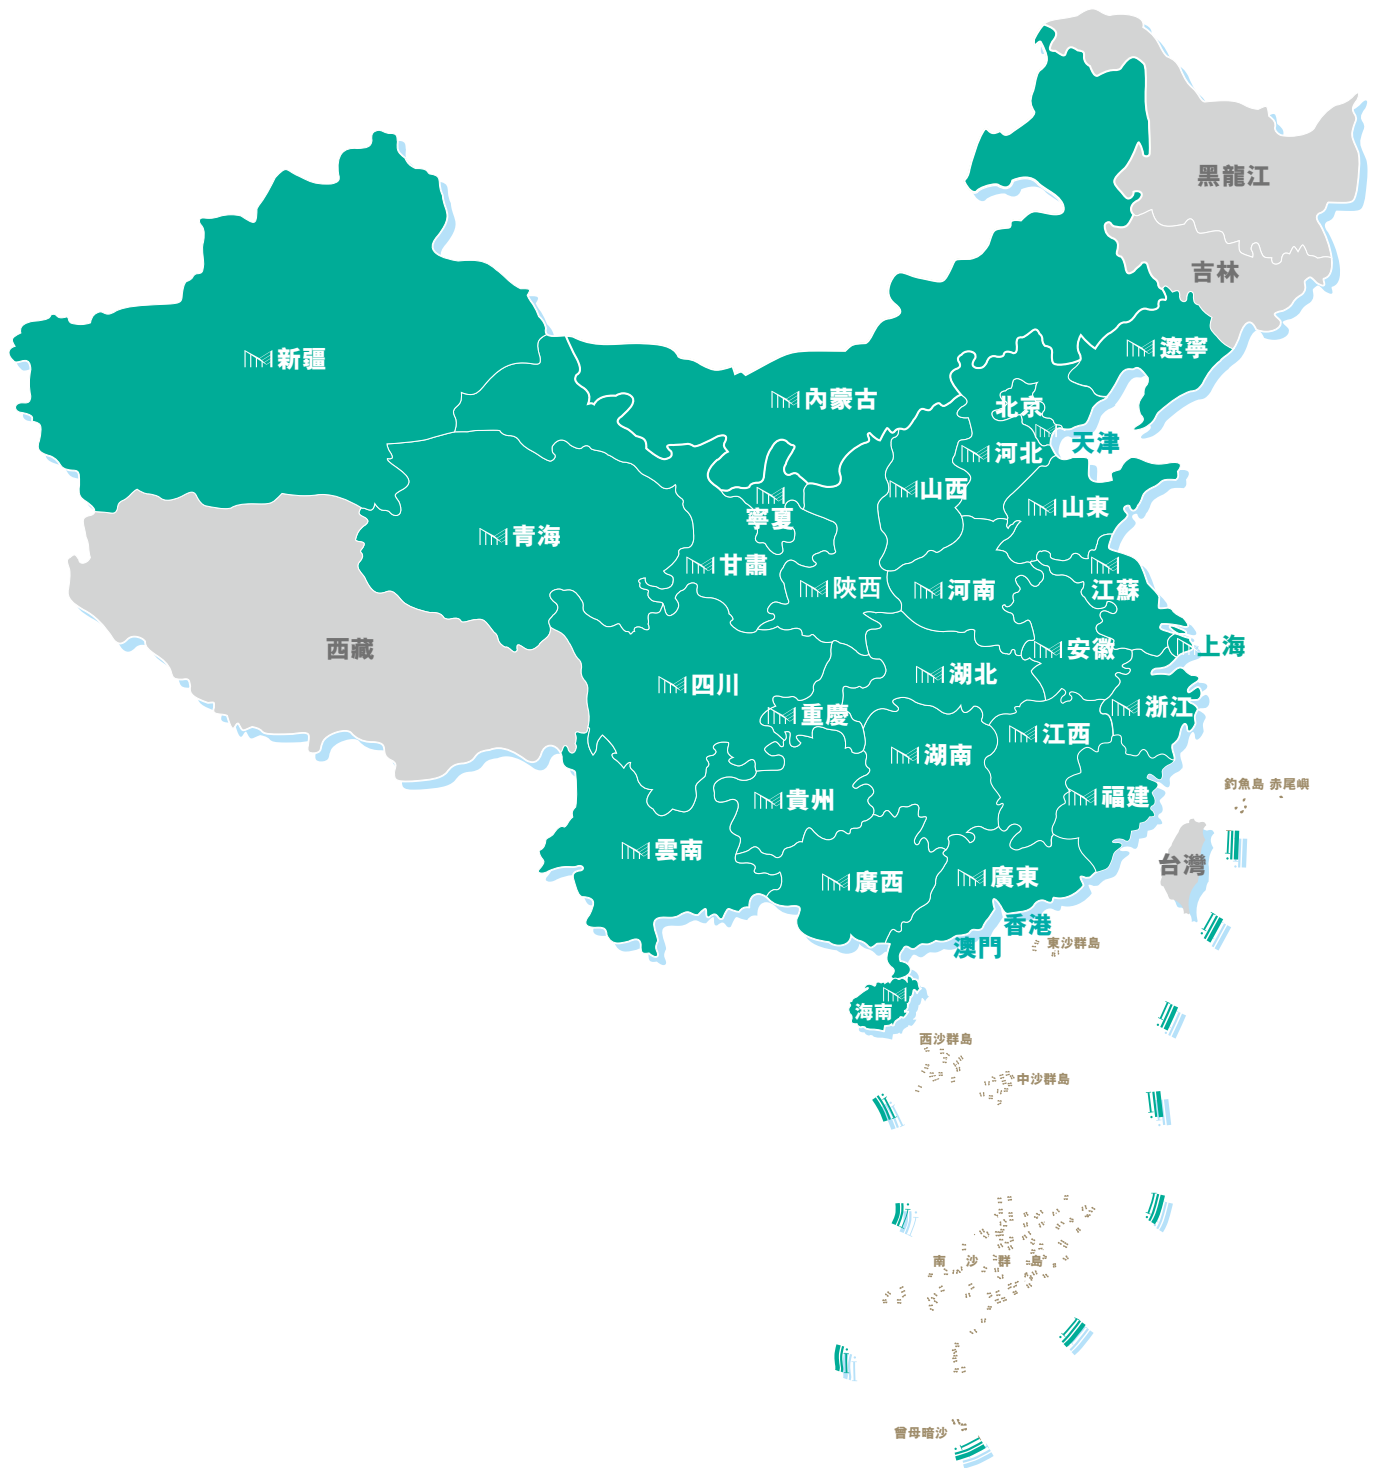 黑龍江
吉林
遼寧
新疆
內蒙古
北京
天津
河北
山西
山東
寧夏
青海
甘肅
陝西
河南
江蘇
西藏
安徽
上海
四川
湖北
重慶
浙江
江西
湖南
釣魚島 赤尾嶼
貴州
福建
雲南
台灣
廣西
廣東
香港
澳門
東沙群島
海南
西沙群島
中沙群島
南沙群島
曾母暗沙